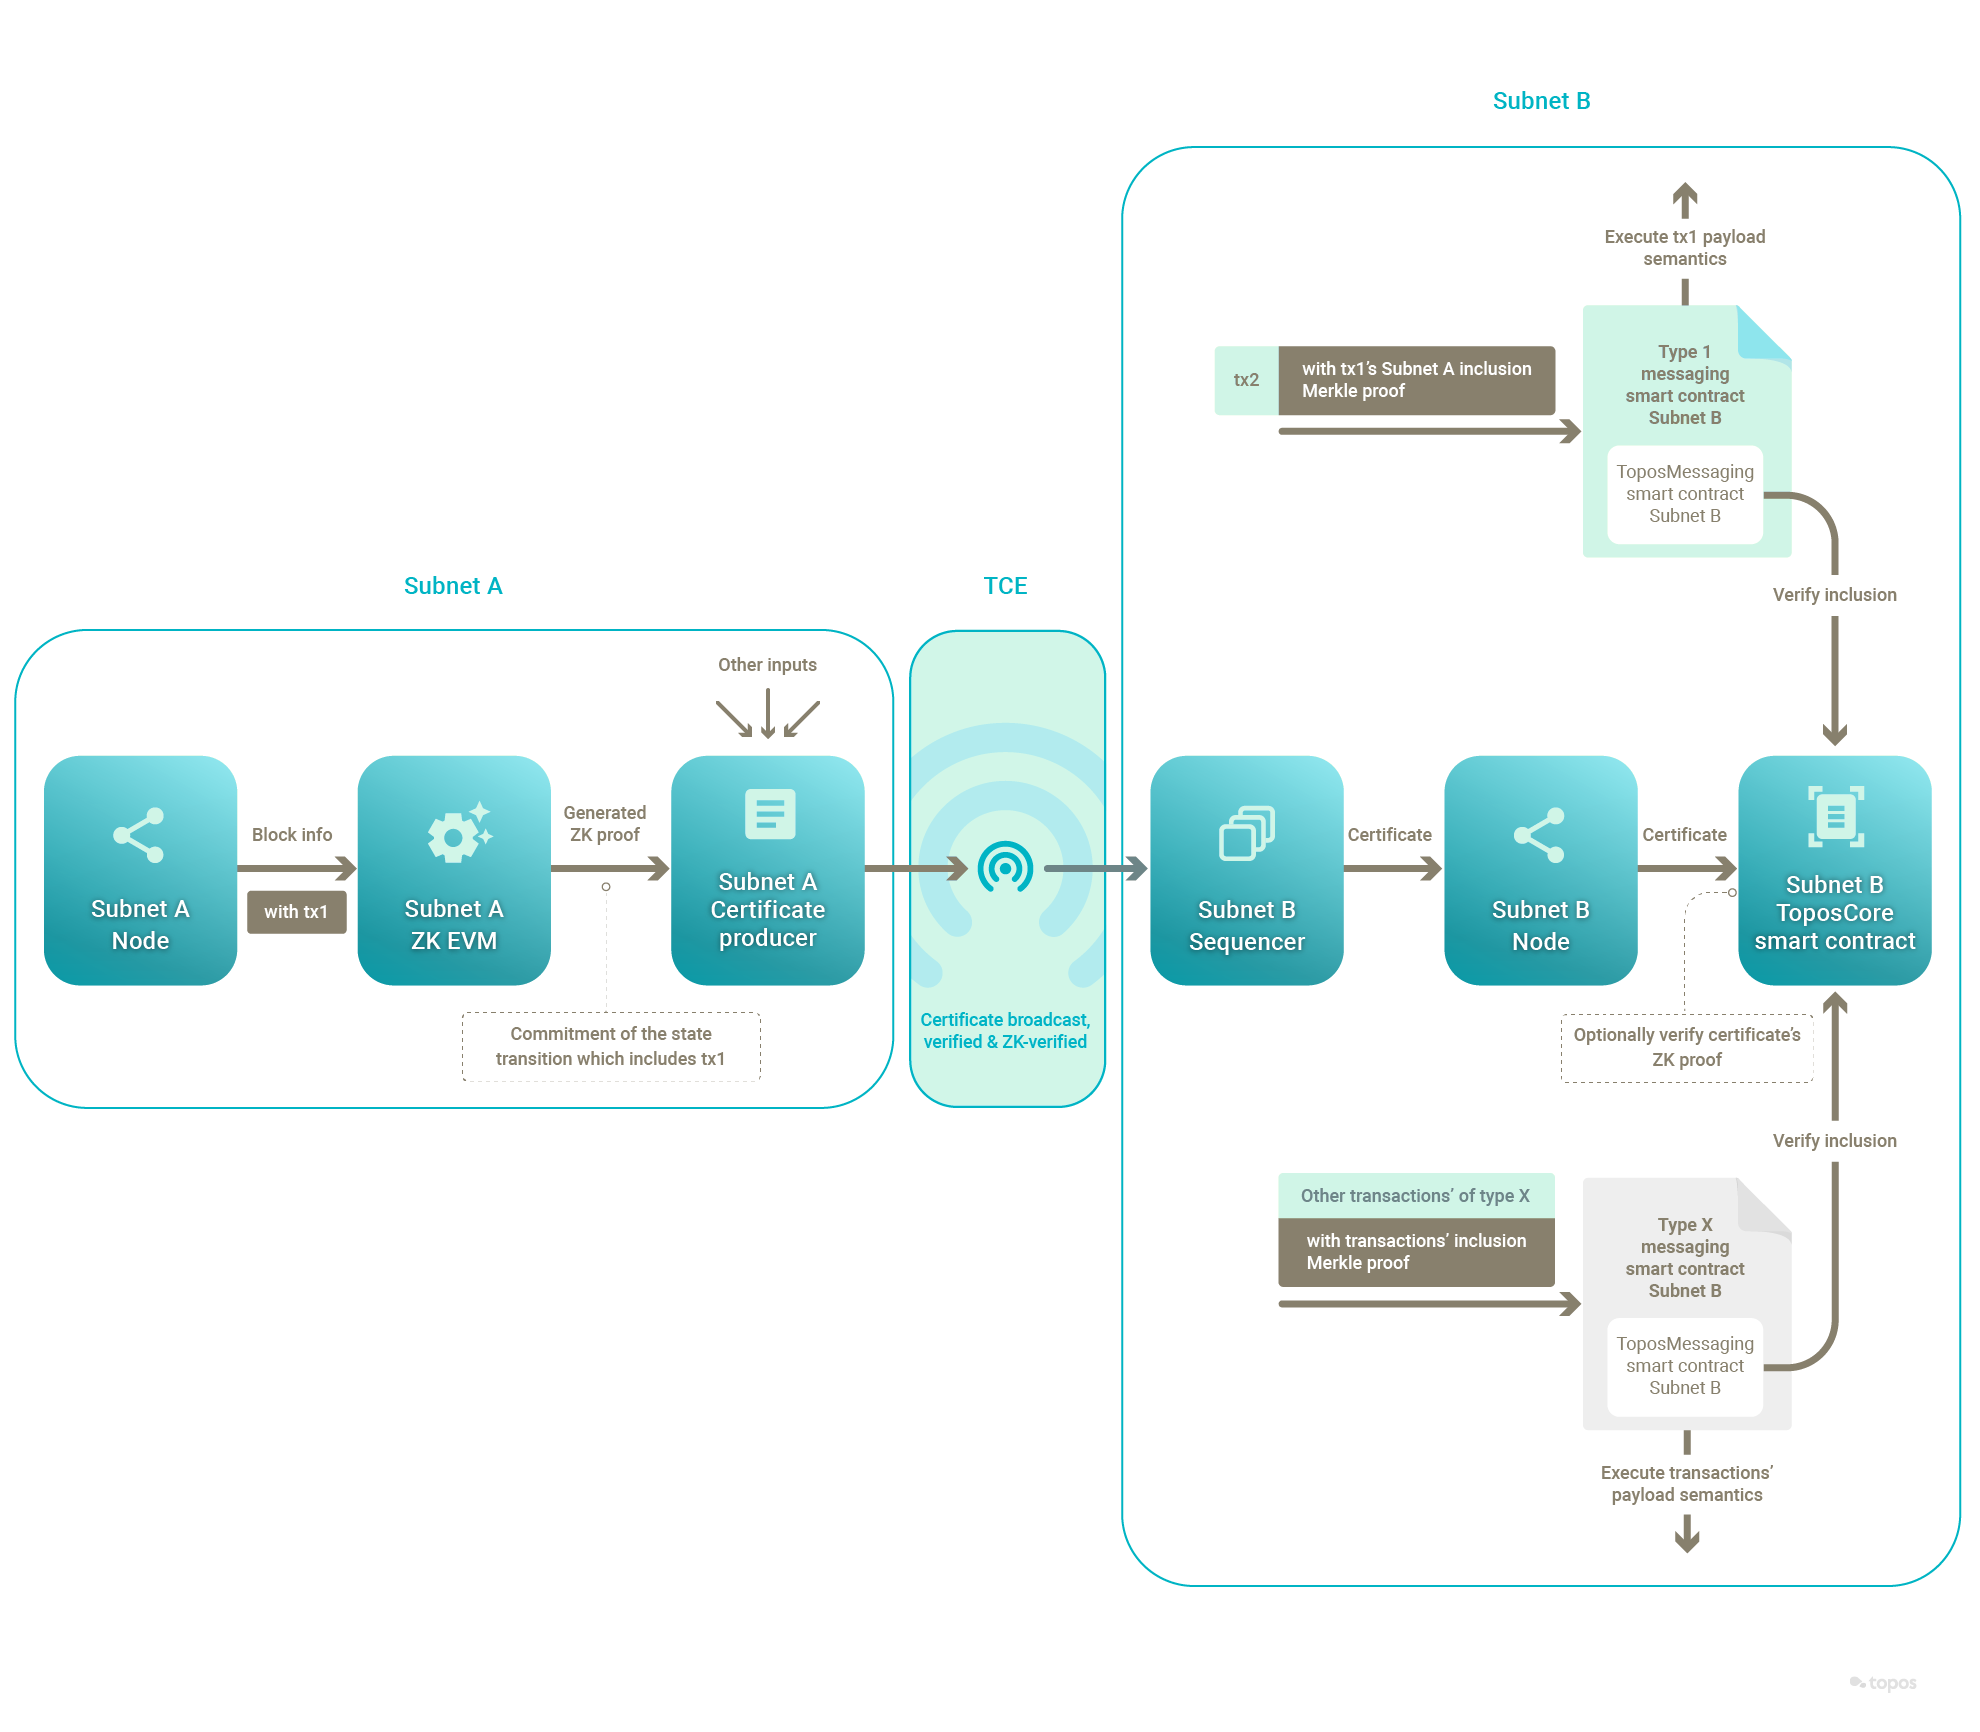 Subnet B
Execute tx1 payload
semantics
Type 1
messaging
smart contract
Subnet B
tx2
with tx1’s Subnet A inclusion
Merkle proof
ToposMessaging
smart contract
Subnet B
Verify inclusion
Subnet A
TCE
Other inputs
Subnet A
Node
Block info
with tx1
Subnet A
ZK EVM
Generated
ZK proof
Subnet A
Certificate
producer
Commitment of the state
transition which includes tx1
Certificate broadcast,
verified & ZK-verified
Subnet B
Sequencer
Certificate
Subnet B
Node
Certificate
Subnet B
ToposCore
smart contract
Optionally verify certificate’s
ZK proof
Verify inclusion
Other transactions’ of type X
with transactions’ inclusion
Merkle proof
Type X
messaging
smart contract
Subnet B
ToposMessaging
smart contract
Subnet B
Execute transactions’
payload semantics
topos